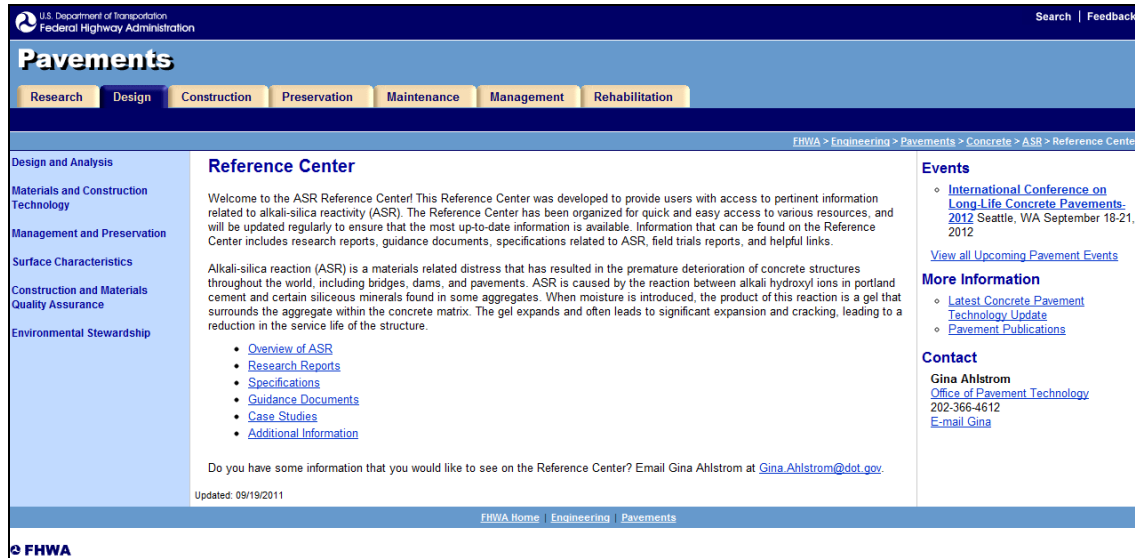 U.S. Department of Transportation
Federal Highway Administration
Search | Feedback
Pavements
Research
Design
Construction
Preservation
Maintenance
Management
Rehabilitation
FHWA > Engineering > Pavements > Concrete > ASR > Reference Cente
Design and Analysis
Materials and Construction
Technology
Management and Preservation
Surface Characteristics
Construction and Materials
Quality Assurance
Environmental Stewardship
Reference Center
Welcome to the ASR Reference Center! This Reference Center was developed to provide users with access to pertinent information
related to alkali-silica reactivity (ASR). The Reference Center has been organized for quick and easy access to various resources, and
will be updated regularly to ensure that the most up-to-date information is available. Information that can be found on the Reference
Center includes research reports, guidance documents, specifications related to ASR, field trials reports, and helpful links.
Alkali-silica reaction (ASR) is a materials related distress that has resulted in the premature deterioration of concrete structures
throughout the world, including bridges, dams, and pavements. ASR is caused by the reaction between alkali hydroxyl ions in portland
cement and certain siliceous minerals found in some aggregates. When moisture is introduced, the product of this reaction is a gel that
surrounds the aggregate within the concrete matrix. The gel expands and often leads to significant expansion and cracking, leading to a
reduction in the service life of the structure.
• Overview of ASR
• Research Reports
• Specifications
• Guidance Documents
• Case Studies
• Additional Information
Do you have some information that you would like to see on the Reference Center? Email Gina Ahlstrom at Gina.Ahlstrom@dot.gov.
Updated: 09/19/2011
Events
International Conference on
Long-Life Concrete Pavements-
2012 Seattle, WA September 18-21,
2012
View all Upcoming Pavement Events
More Information
Latest Concrete Pavement
Technology Update
Pavement Publications
Contact
Gina Ahlstrom
Office of Pavement Technology
202-366-4612
E-mail Gina
FHWA Home | Engineering | Pavements
FHWA